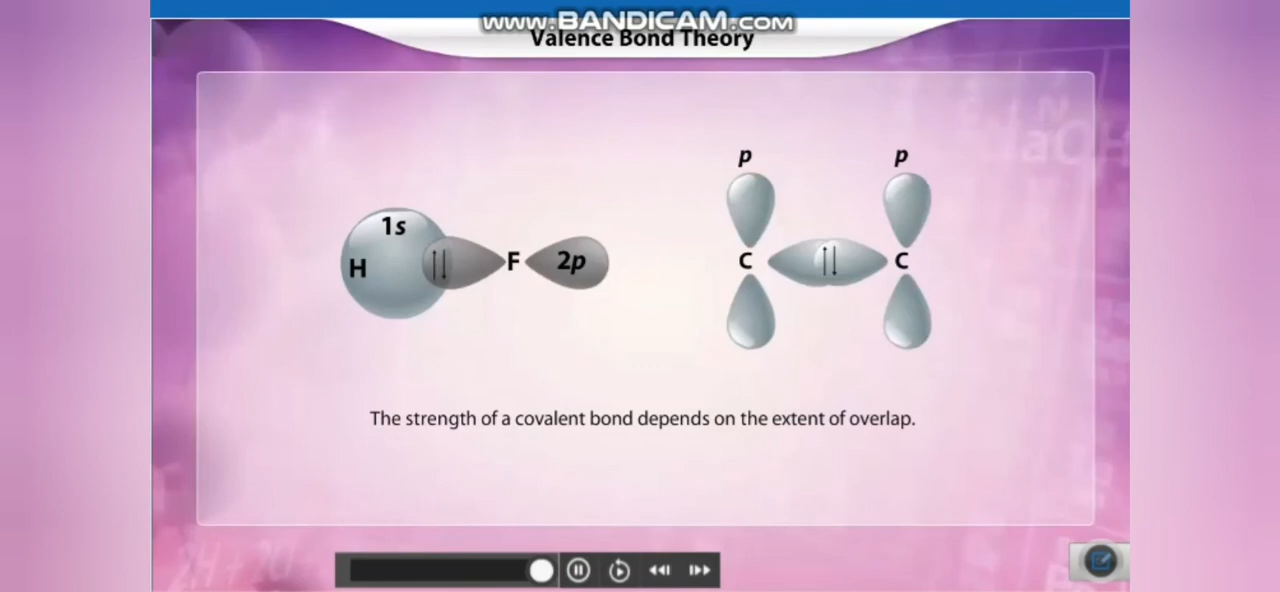 www.BANDICAM.com
Valence Bond Theory
p p
1s
H F 2p C C
The strength of a covalent bond depends on the extent of overlap.